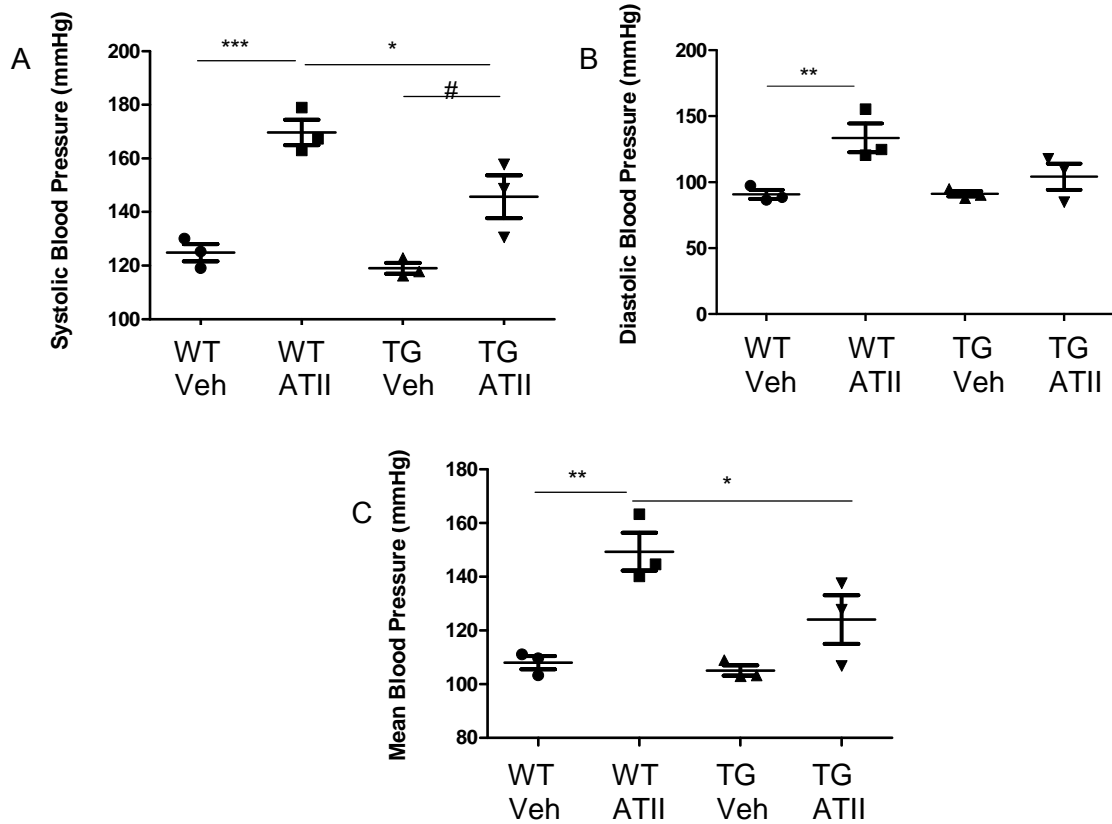 A
Systolic Blood Pressure (mmHg)
200
180
160
140
120
100
***
*
#
WT
Veh
WT
ATII
TG
Veh
TG
ATII
B
Diastolic Blood Pressure (mmHg)
200
150
100
50
0
**
WT
Veh
WT
ATII
TG
Veh
TG
ATII
C
Mean Blood Pressure (mmHg)
180
160
140
120
100
80
**
*
WT
Veh
WT
ATII
TG
Veh
TG
ATII